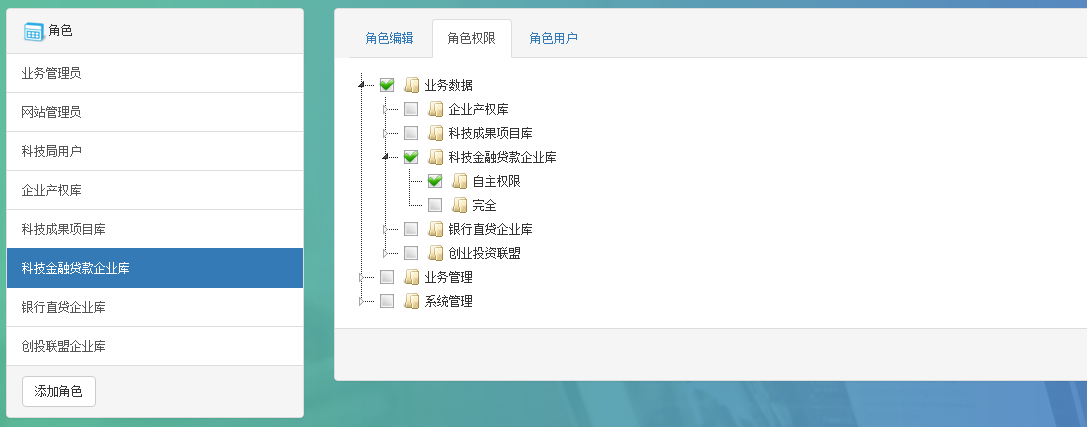 角色
业务管理员
网站管理员
科技局用户
企业产权库
科技成果项目库
科技金融贷款企业库
银行直贷企业库
创投联盟企业库
添加角色
角色编辑 角色权限 角色用户
业务数据
企业产权库
科技成果项目库
科技金融贷款企业库
自主权限
完全
银行直贷企业库
创业投资联盟
业务管理
系统管理